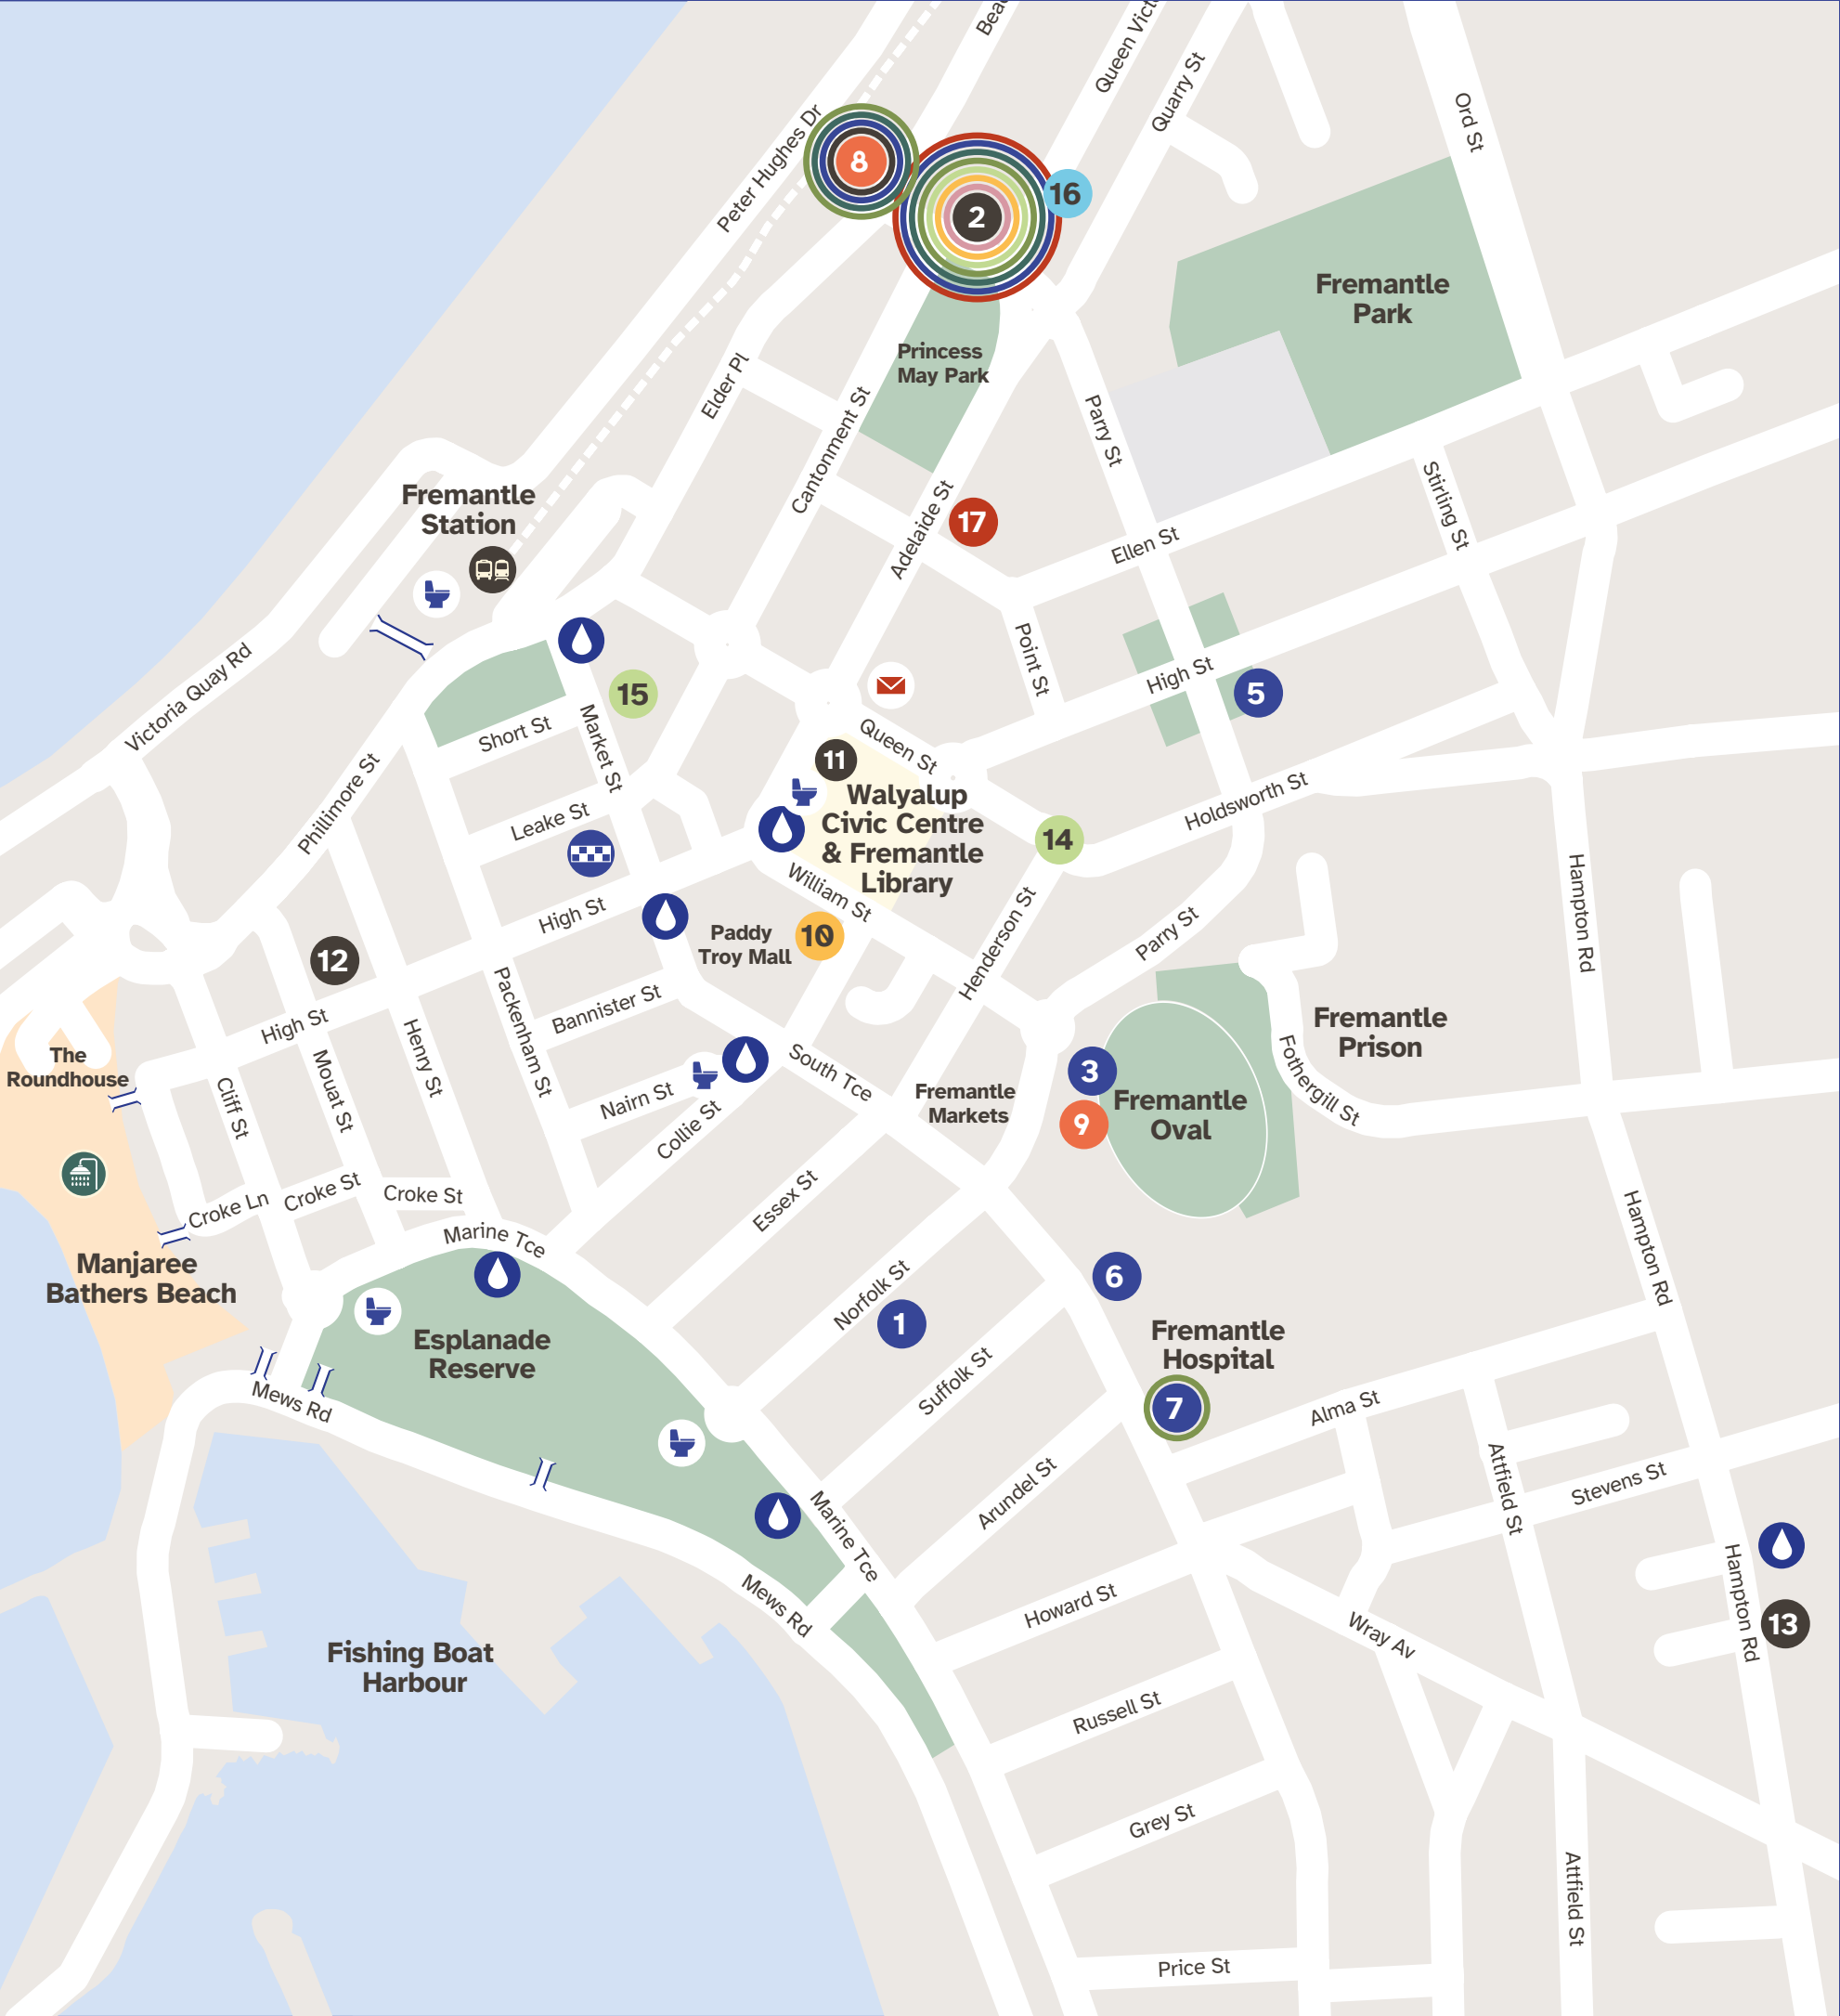 Beac
Queen Victo
Quarry St
Ord St
Peter Hughes Dr
8
2
16
Fremantle
Park
Princess
May Park
Elder Pl
Cantonment St
Parry St
Stirling St
Fremantle
Station
Adelaide St
17
Ellen St
Point St
High St
5
Victoria Quay Rd
15
Short St
Market St
Queen St
Phillimore St
11
Walyalup
Civic Centre
& Fremantle
Library
Leake St
14
Holdsworth St
William St
High St
Paddy
Troy Mall
10
Henderson St
Parry St
Hampton Rd
12
Packenham St
Bannister St
High St
Henry St
Mouat St
Cliff St
The
Roundhouse
South Tce
Fremantle
Prison
Fothergill St
Nairn St
Collie St
Fremantle
Markets
3
9
Fremantle
Oval
Croke Ln
Croke St
Croke St
Essex St
Marine Tce
Manjaree
Bathers Beach
Hampton Rd
Norfolk St
6
1
Esplanade
Reserve
Suffolk St
Fremantle
Hospital
7
Mews Rd
Alma St
Attfield St
Stevens St
Arundel St
Marine Tce
Mews Rd
Howard St
Wray Av
Hampton Rd
13
Fishing Boat
Harbour
Russell St
Grey St
Attfield St
Price St